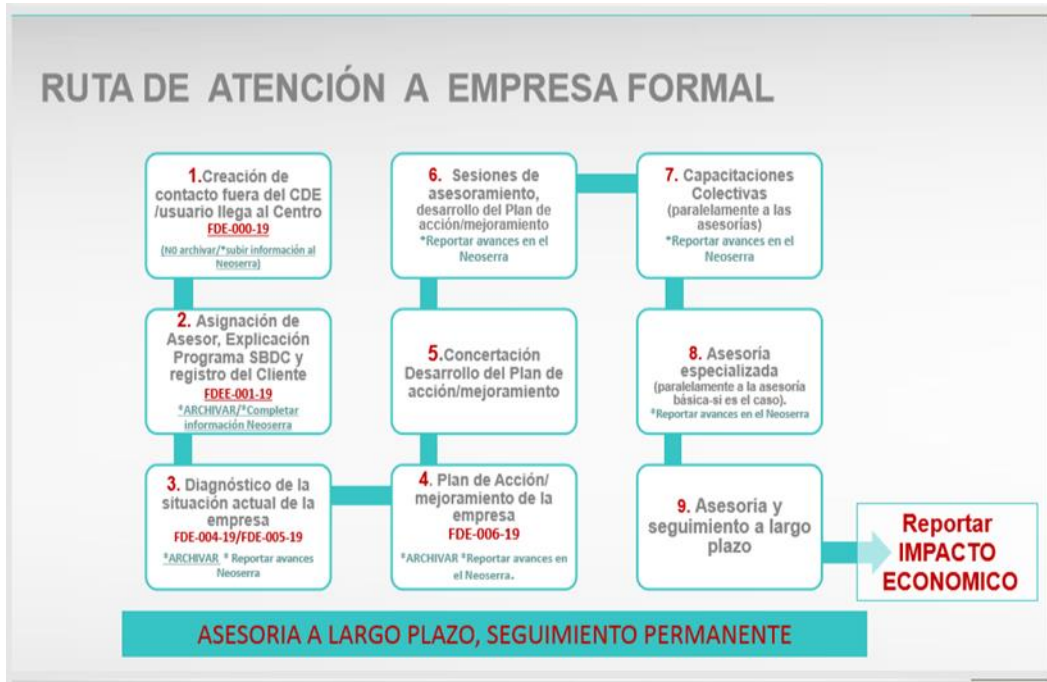 RUTA DE ATENCIÓN A EMPRESA FORMAL
1.Creación de
contacto fuera del CDE
/usuario llega al Centro
FDE-000-19
(NO archivar/*subir información al
Neoserra)
2. Asignación de
Asesor, Explicación
Programa SBDC y
registro del Cliente
FDEE-001-19
*ARCHIVAR/*Completar
información Neoserra
3. Diagnóstico de la
situación actual de la
empresa
FDE-004-19/FDE-005-19
*ARCHIVAR * Reportar avances
Neoserra
4. Plan de Acción/
mejoramiento de la
empresa
FDE-006-19
*ARCHIVAR *Reportar avances en
el Neoserra.
5.Concertación
Desarrollo del Plan de
acción/mejoramiento
6. Sesiones de
asesoramiento,
desarrollo del Plan de
acción/mejoramiento
*Reportar avances en el
Neoserra
7. Capacitaciones
Colectivas
(paralelamente a las
asesorías)
*Reportar avances en el
Neoserra
8. Asesoría
especializada
(paralelamente a la asesoría
básica-si es el caso).
*Reportar avances en el Neoserra
9. Asesoria y
seguimiento a largo
plazo
Reportar
IMPACTO
ECONOMICO
ASESORIA A LARGO PLAZO, SEGUIMIENTO PERMANENTE